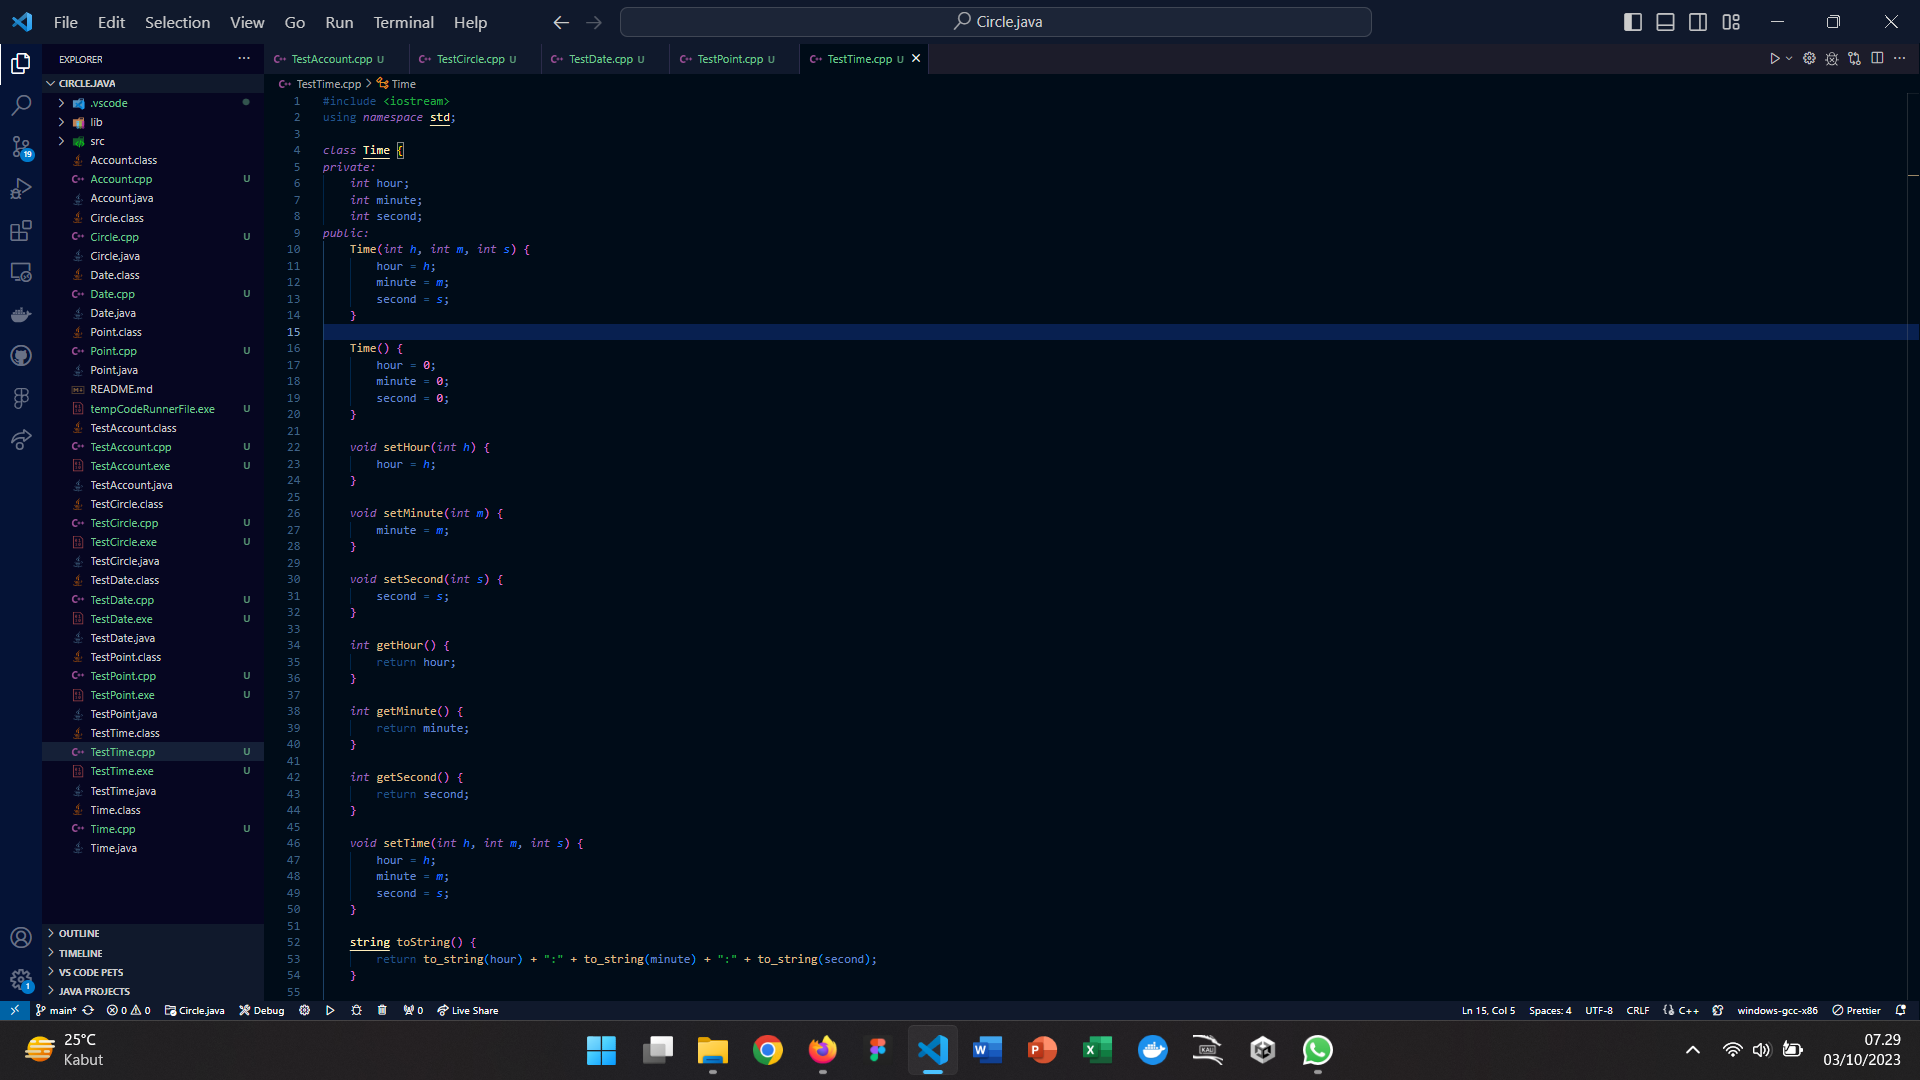 File Edit Selection View Go Run Terminal Help
Circle.java
EXPLORER
CIRCLE.JAVA
.vscode
lib
src
Account.class
Account.cpp U
Account.java
Circle.class
Circle.cpp U
Circle.java
Date.class
Date.cpp U
Date.java
Point.class
Point.cpp U
Point.java
README.md
tempCodeRunnerFile.exe U
TestAccount.class
TestAccount.cpp U
TestAccount.exe U
TestAccount.java
TestCircle.class
TestCircle.cpp U
TestCircle.exe U
TestCircle.java
TestDate.class
TestDate.cpp U
TestDate.exe U
TestDate.java
TestPoint.class
TestPoint.cpp U
TestPoint.exe U
TestPoint.java
TestTime.class
TestTime.cpp U
TestTime.exe U
TestTime.java
Time.class
Time.cpp U
Time.java
OUTLINE
TIMELINE
VS CODE PETS
JAVA PROJECTS
19
1
TestAccount.cpp U TestCircle.cpp U TestDate.cpp U TestPoint.cpp U TestTime.cpp U
TestTime.cpp > Time
1 #include <iostream>
2 using namespace std;
3
4 class Time {
5 private:
6 int hour;
7 int minute;
8 int second;
9 public:
10 Time(int h, int m, int s) {
11 hour = h;
12 minute = m;
13 second = s;
14 }
15
16 Time() {
17 hour = 0;
18 minute = 0;
19 second = 0;
20 }
21
22 void setHour(int h) {
23 hour = h;
24 }
25
26 void setMinute(int m) {
27 minute = m;
28 }
29
30 void setSecond(int s) {
31 second = s;
32 }
33
34 int getHour() {
35 return hour;
36 }
37
38 int getMinute() {
39 return minute;
40 }
41
42 int getSecond() {
43 return second;
44 }
45
46 void setTime(int h, int m, int s) {
47 hour = h;
48 minute = m;
49 second = s;
50 }
51
52 string toString() {
53 return to_string(hour) + ":" + to_string(minute) + ":" + to_string(second);
54 }
55
main* 0 0 Circle.java Debug 0 Live Share Ln 15, Col 5 Spaces: 4 UTF-8 CRLF C++ windows-gcc-x86 Prettier
25°C
Kabut
07.29
03/10/2023